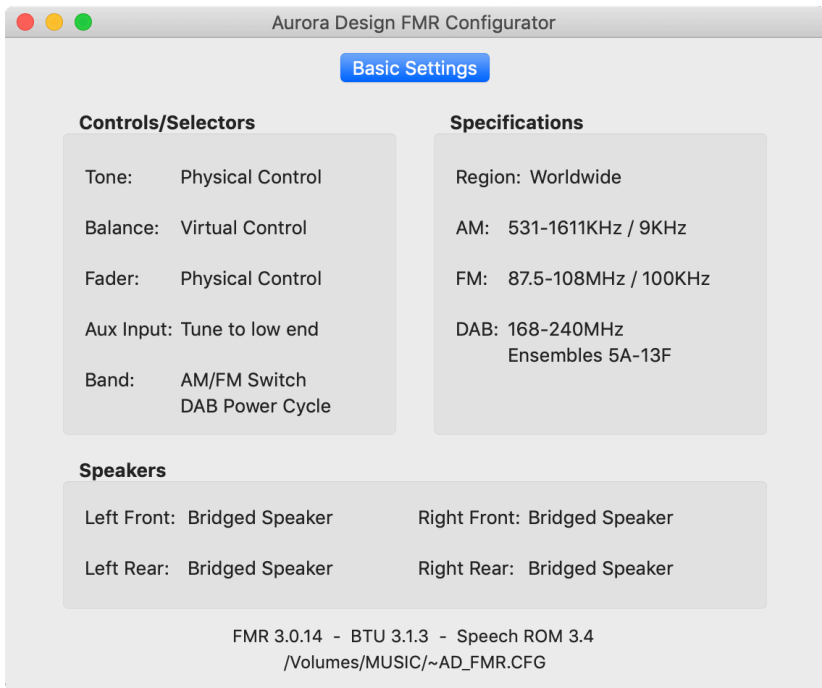 Aurora Design FMR Configurator
Basic Settings
Controls/Selectors
Tone: Physical Control
Balance: Virtual Control
Fader: Physical Control
Aux Input: Tune to low end
Band: AM/FM Switch
DAB Power Cycle
Specifications
Region: Worldwide
AM: 531-1611KHz / 9KHz
FM: 87.5-108MHz / 100KHz
DAB: 168-240MHz
Ensembles 5A-13F
Speakers
Left Front: Bridged Speaker Right Front: Bridged Speaker
Left Rear: Bridged Speaker Right Rear: Bridged Speaker
FMR 3.0.14 - BTU 3.1.3 - Speech ROM 3.4
/Volumes/MUSIC/~AD_FMR.CFG